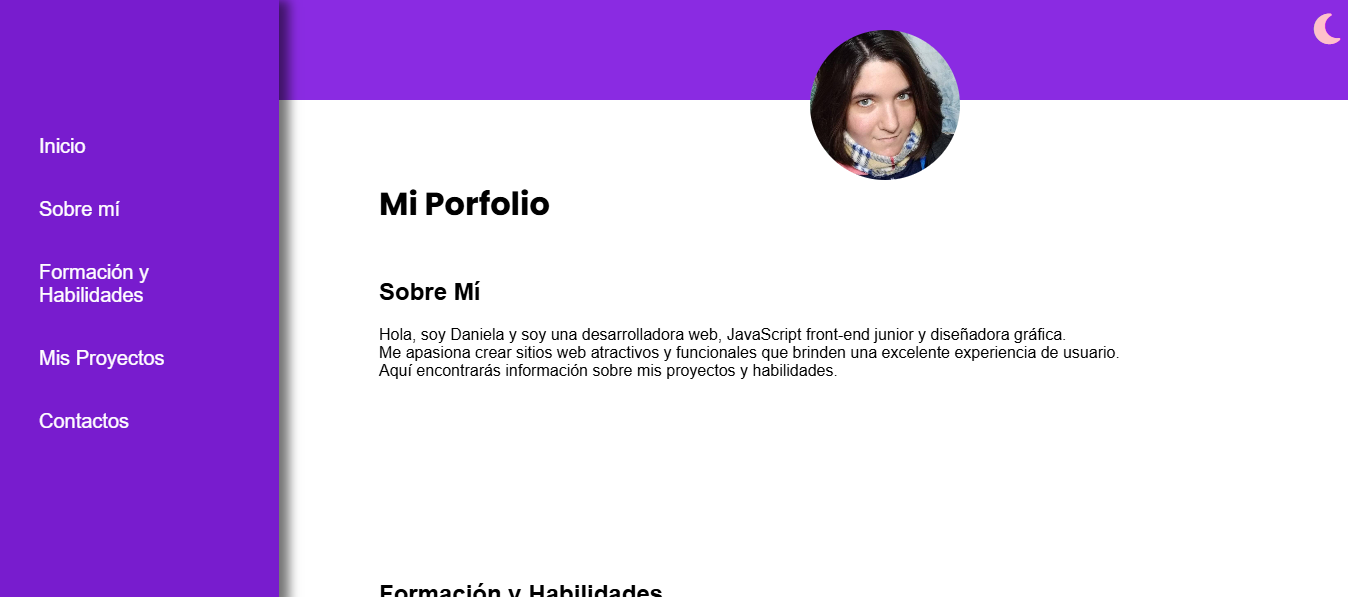 Inicio
Sobre mí
Formación y
Habilidades
Mis Proyectos
Contactos
Mi Porfolio
Sobre Mí
Hola, soy Daniela y soy una desarrolladora web, JavaScript front-end junior y diseñadora gráfica.
Me apasiona crear sitios web atractivos y funcionales que brinden una excelente experiencia de usuario.
Aquí encontrarás información sobre mis proyectos y habilidades.
Formación y Habilidades